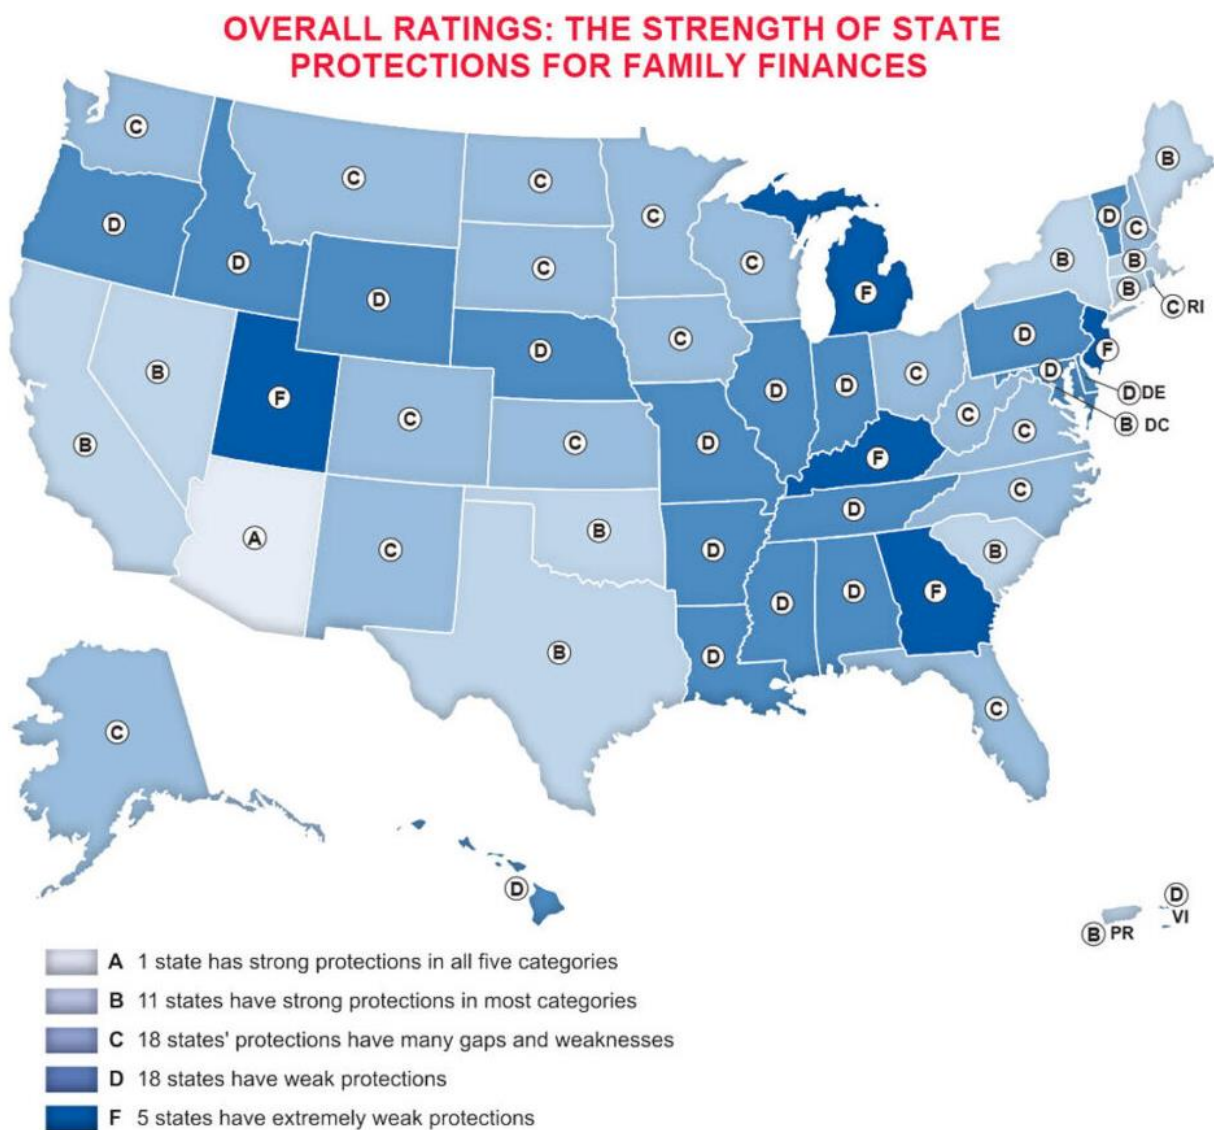 OVERALL RATINGS: THE STRENGTH OF STATE
PROTECTIONS FOR FAMILY FINANCES
C
C
C
C
B
D
D
D
D
C
C
C
B
C
B
B
F
C RI
D
B
F
C
D
C
D
D
C
D
F
D DE
B DC
D
B
C
C
D
F
C
C
D
C
A
C
B
D
D
D
F
B
B
D
D
C
C
D
B PR
D
VI
A 1 state has strong protections in all five categories
B 11 states have strong protections in most categories
C 18 states' protections have many gaps and weaknesses
D 18 states have weak protections
F 5 states have extremely weak protections